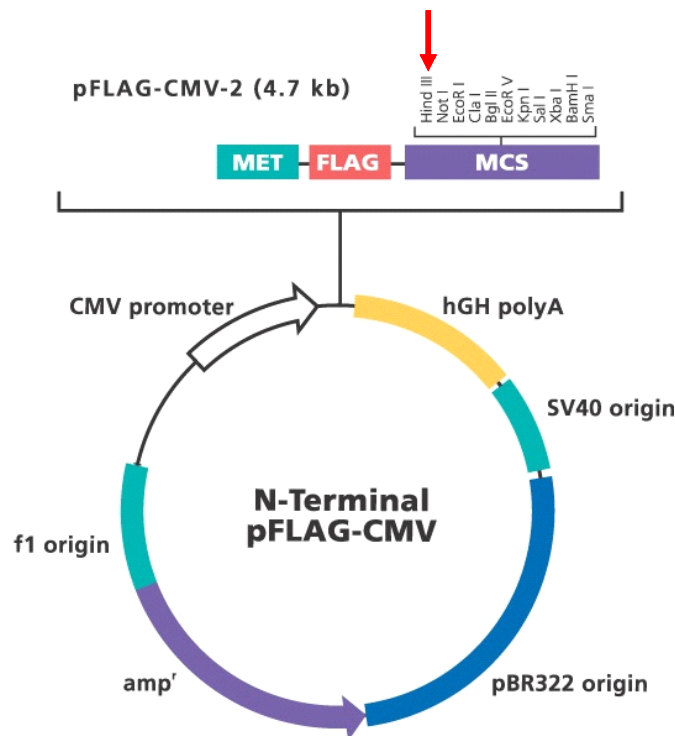 pFLAG-CMV-2 (4.7 kb)
Hind III
Not I
EcoR I
Cla I
Bgl II
EcoR V
Kpn I
Sal I
Xba I
BamH I
Sma I
MET
FLAG
MCS
CMV promoter
hGH polyA
SV40 origin
N-Terminal
pFLAG-CMV
f1 origin
ampʳ
pBR322 origin